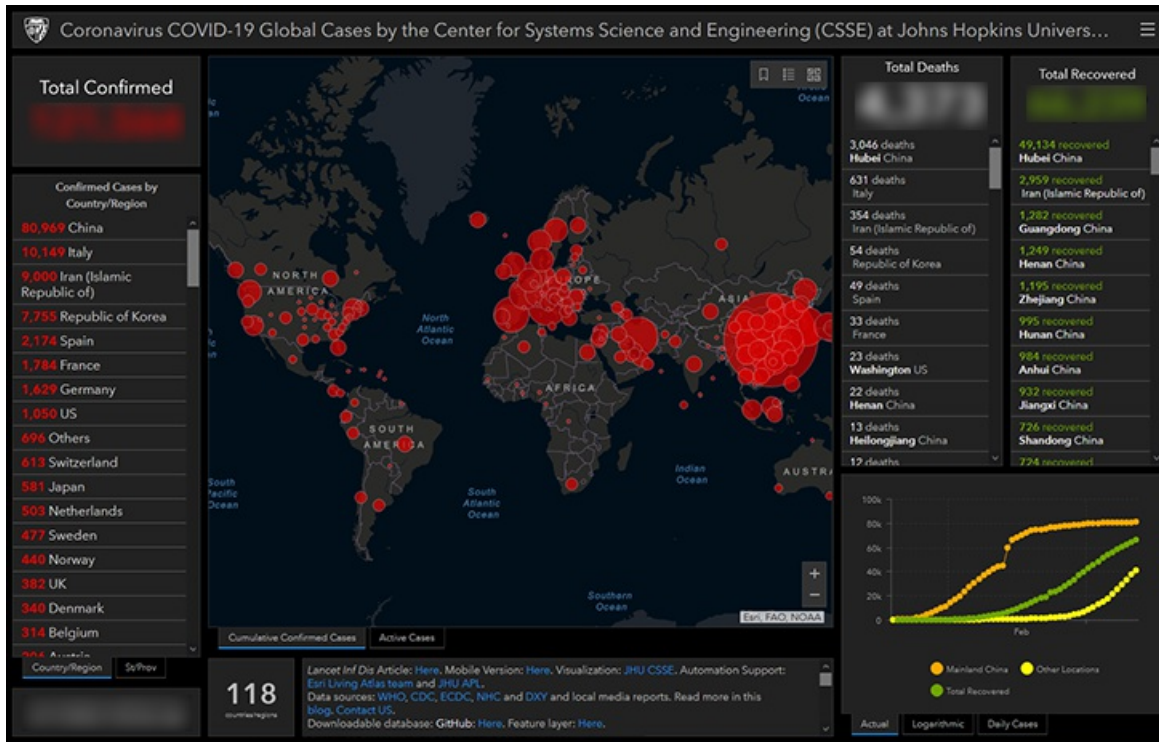 Coronavirus COVID-19 Global Cases by the Center for Systems Science and Engineering (CSSE) at Johns Hopkins Univers...
Total Confirmed
Confirmed Cases by
Country/Region
80,969 China
10,149 Italy
9,000 Iran (Islamic
Republic of)
7,755 Republic of Korea
2,174 Spain
1,784 France
1,629 Germany
1,050 US
696 Others
613 Switzerland
581 Japan
503 Netherlands
477 Sweden
440 Norway
382 UK
340 Denmark
314 Belgium
Country/Region
St/Prov
Ocean
NORTH
AMERICA
North
Atlantic
Ocean
EUROPE
ASIA
AFRICA
SOUTH
AMERICA
South
Pacific
Ocean
South
Atlantic
Ocean
Indian
Ocean
AUSTR
Southern
Ocean
+
−
Esri, FAO, NOAA
Cumulative Confirmed Cases
Active Cases
118
countries/regions
Lancet Inf Dis Article: Here. Mobile Version: Here. Visualization: JHU CSSE. Automation Support:
Esri Living Atlas team and JHU APL.
Data sources: WHO, CDC, ECDC, NHC and DXY and local media reports. Read more in this
blog. Contact US.
Downloadable database: GitHub: Here. Feature layer: Here.
Total Deaths
3,046 deaths
Hubei China
631 deaths
Italy
354 deaths
Iran (Islamic Republic of)
54 deaths
Republic of Korea
49 deaths
Spain
33 deaths
France
23 deaths
Washington US
22 deaths
Henan China
13 deaths
Heilongjiang China
12 deaths
Total Recovered
49,134 recovered
Hubei China
2,959 recovered
Iran (Islamic Republic of)
1,282 recovered
Guangdong China
1,249 recovered
Henan China
1,195 recovered
Zhejiang China
995 recovered
Hunan China
984 recovered
Anhui China
932 recovered
Jiangxi China
726 recovered
Shandong China
724 recovered
100k
80k
60k
40k
20k
0
Feb
Mainland China
Other Locations
Total Recovered
Actual
Logarithmic
Daily Cases